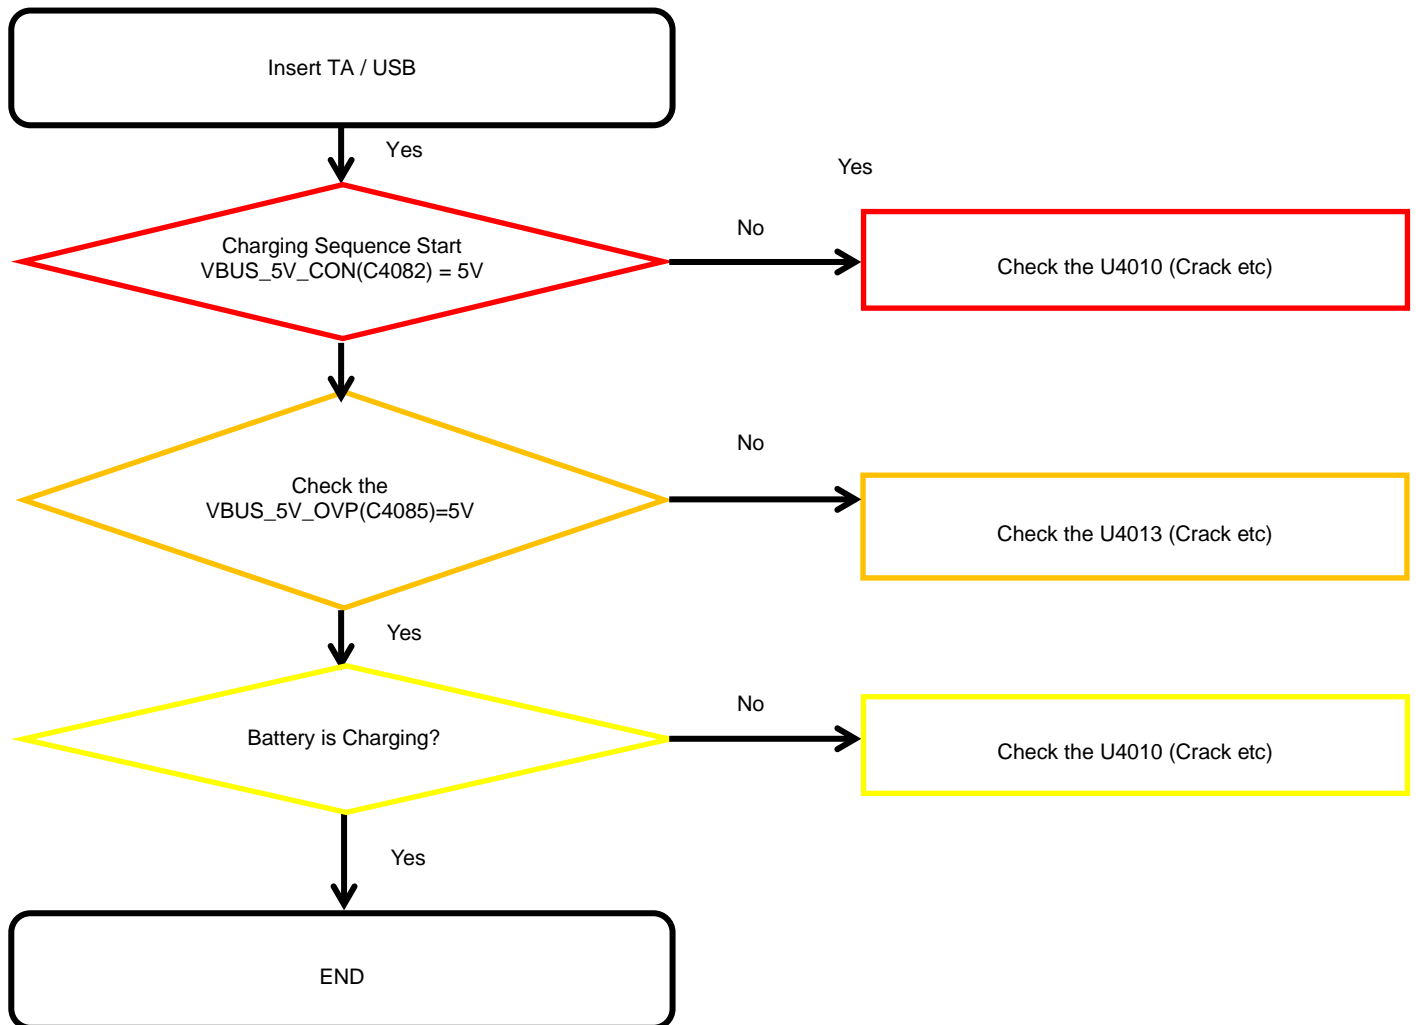 Insert TA / USB
Yes
Yes
Charging Sequence Start
VBUS_5V_CON(C4082) = 5V
No
Check the U4010 (Crack etc)
Check the
VBUS_5V_OVP(C4085)=5V
No
Check the U4013 (Crack etc)
Yes
Battery is Charging?
No
Check the U4010 (Crack etc)
Yes
END